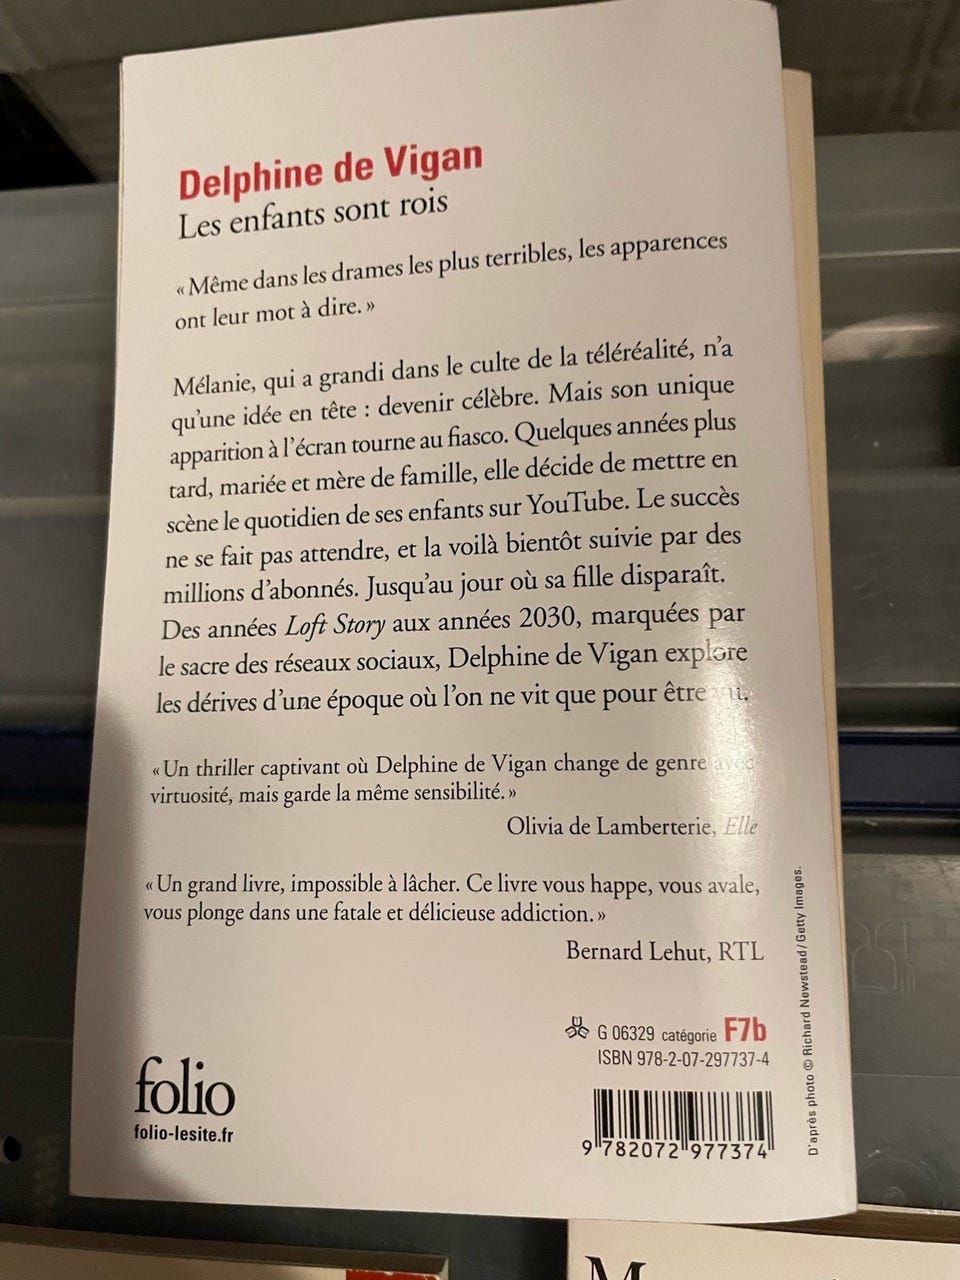 Delphine de Vigan
Les enfants sont rois
« Même dans les drames les plus terribles, les apparences
ont leur mot à dire. »
Mélanie, qui a grandi dans le culte de la téléréalité, n'a
qu'une idée en tête : devenir célèbre. Mais son unique
apparition à l'écran tourne au fiasco. Quelques années plus
tard, mariée et mère de famille, elle décide de mettre en
scène le quotidien de ses enfants sur YouTube. Le succès
ne se fait pas attendre, et la voilà bientôt suivie par des
millions d'abonnés. Jusqu'au jour où sa fille disparaît.
Des années Loft Story aux années 2030, marquées par
le sacre des réseaux sociaux, Delphine de Vigan explore
les dérives d'une époque où l'on ne vit que pour être vu.
« Un thriller captivant où Delphine de Vigan change de genre avec
virtuosité, mais garde la même sensibilité. »
Olivia de Lamberterie, Elle
« Un grand livre, impossible à lâcher. Ce livre vous happe, vous avale,
vous plonge dans une fatale et délicieuse addiction. »
Bernard Lehut, RTL
G 06329 catégorie F7b
ISBN 978-2-07-297737-4
9 782072 977374
folio
folio-lesite.fr
D'après photo © Richard Newstead / Getty Images.
M